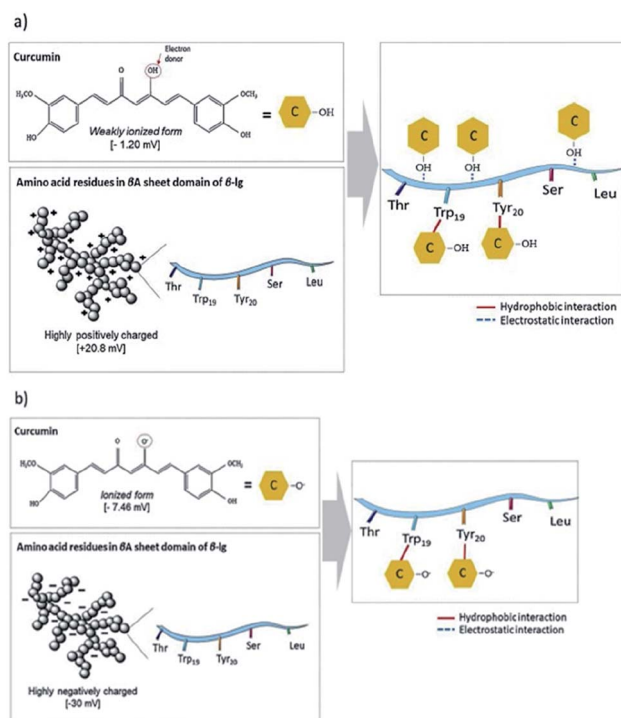 a)
Curcumin
Electron
donor
OH
O
H₃CO
OCH₃
HO
OH
Weakly ionized form
[- 1.20 mV]
=
C
-OH
Amino acid residues in βA sheet domain of β-lg
+
Highly positively charged
[+20.8 mV]
Thr
Trp₁₉
Tyr₂₀
Ser
Leu
C
C
C
OH
OH
OH
Thr
Trp₁₉
Tyr₂₀
Ser
Leu
C
-OH
C
-OH
Hydrophobic interaction
Electrostatic interaction
b)
Curcumin
O
O⁻
H₃CO
OCH₃
HO
OH
Ionized form
[- 7.46 mV]
=
C
-O⁻
Amino acid residues in βA sheet domain of β-lg
Highly negatively charged
[-30 mV]
Thr
Trp₁₉
Tyr₂₀
Ser
Leu
Thr
Trp₁₉
Tyr₂₀
Ser
Leu
C
-O⁻
C
-O⁻
Hydrophobic interaction
Electrostatic interaction